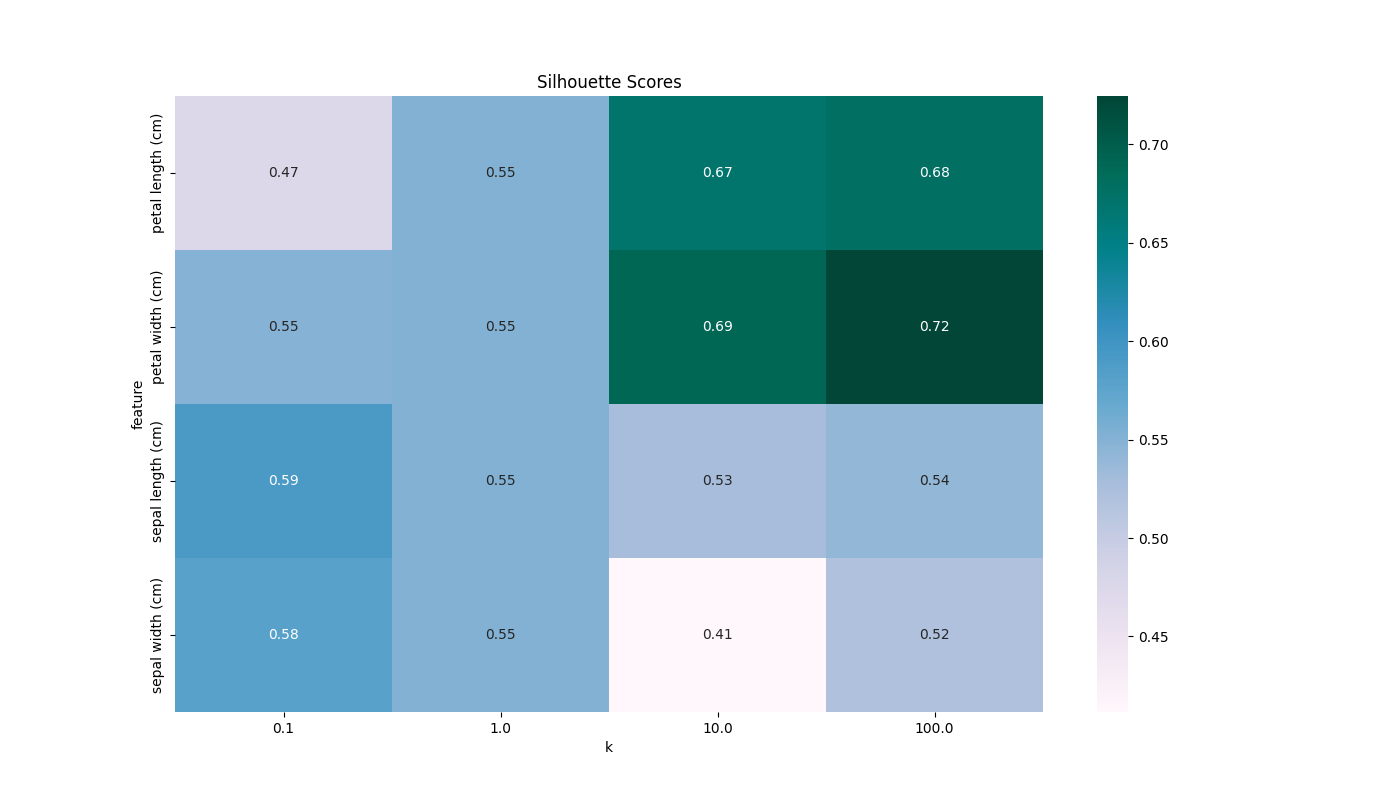 Silhouette Scores
feature
petal length (cm)
0.47 0.55 0.67 0.68
petal width (cm)
0.55 0.55 0.69 0.72
sepal length (cm)
0.59 0.55 0.53 0.54
sepal width (cm)
0.58 0.55 0.41 0.52
0.1 1.0 10.0 100.0
k
0.70
0.65
0.60
0.55
0.50
0.45